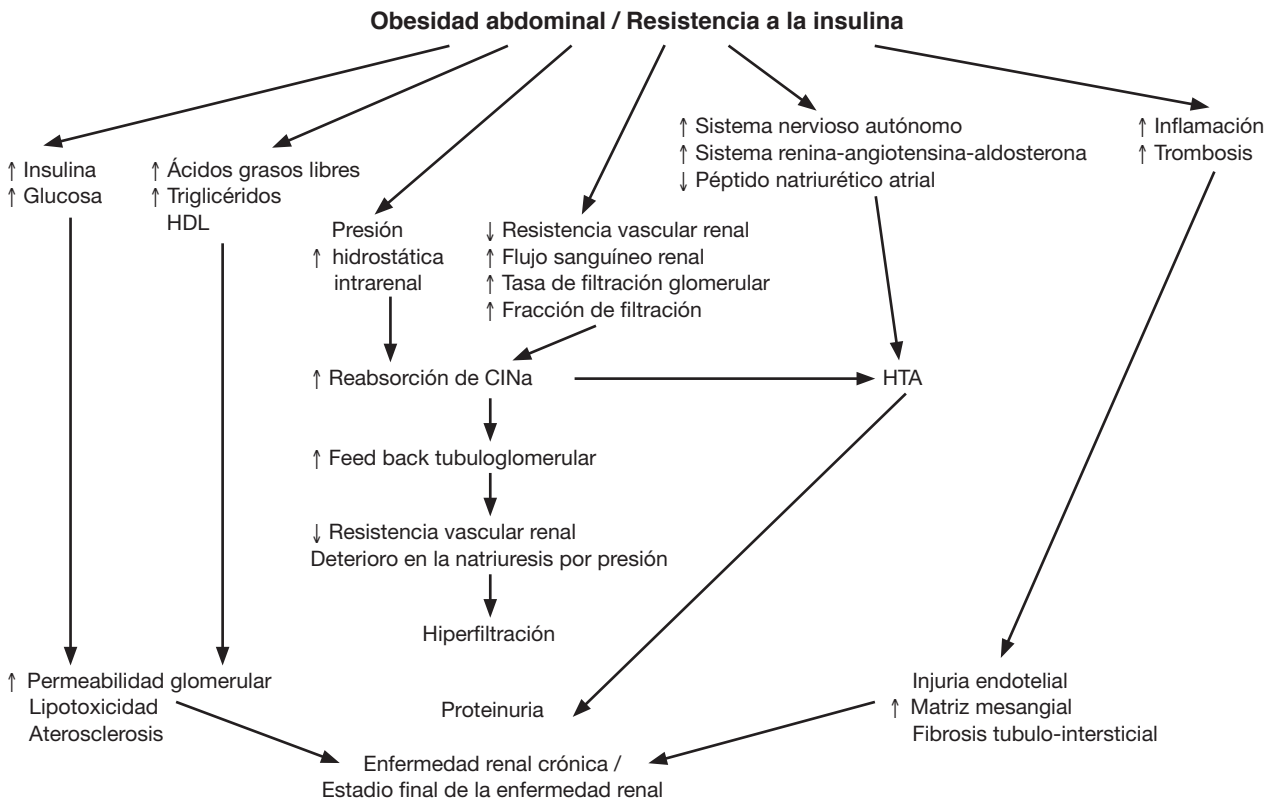 Obesidad abdominal / Resistencia a la insulina
↑ Insulina
↑ Glucosa
↑ Ácidos grasos libres
↑ Triglicéridos
HDL
Presión
↑ hidrostática
intrarenal
↓ Resistencia vascular renal
↑ Flujo sanguíneo renal
↑ Tasa de filtración glomerular
↑ Fracción de filtración
↑ Sistema nervioso autónomo
↑ Sistema renina-angiotensina-aldosterona
↓ Péptido natriurético atrial
↑ Inflamación
↑ Trombosis
↑ Reabsorción de CINa
HTA
↑ Feed back tubuloglomerular
↓ Resistencia vascular renal
Deterioro en la natriuresis por presión
Hiperfiltración
↑ Permeabilidad glomerular
Lipotoxicidad
Aterosclerosis
Proteinuria
Injuria endotelial
↑ Matriz mesangial
Fibrosis tubulo-intersticial
Enfermedad renal crónica /
Estadio final de la enfermedad renal